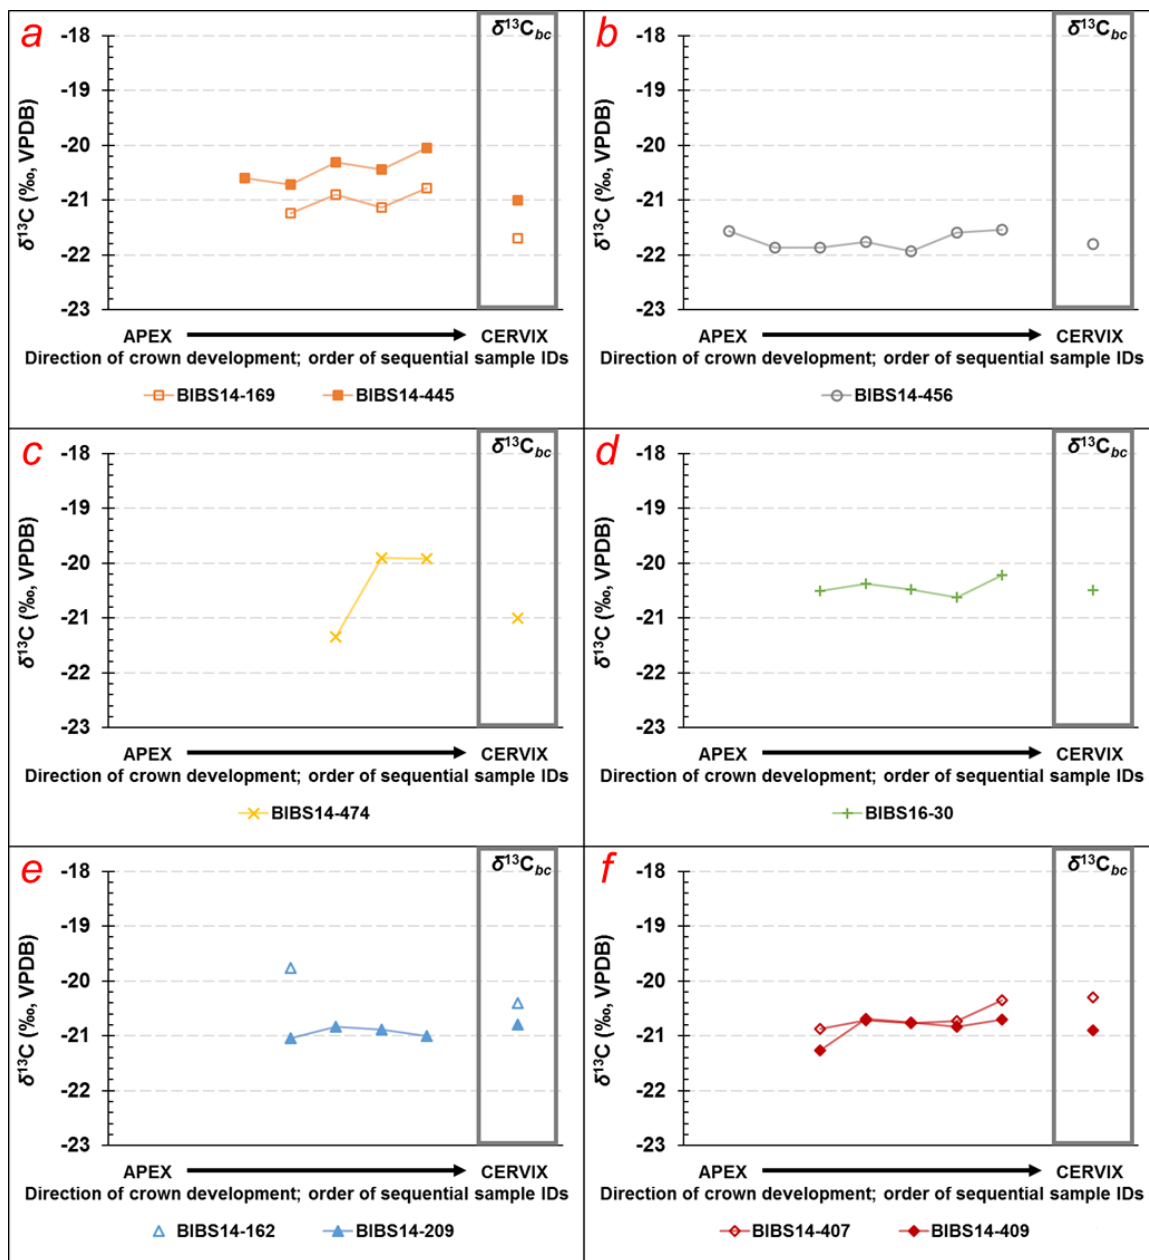 a
δ¹³C_bc
-18
-19
-20
-21
-22
-23
δ¹³C (‰, VPDB)
APEX CERVIX
Direction of crown development; order of sequential sample IDs
BIBS14-169 BIBS14-445
b
δ¹³C_bc
-18
-19
-20
-21
-22
-23
δ¹³C (‰, VPDB)
APEX CERVIX
Direction of crown development; order of sequential sample IDs
BIBS14-456
c
δ¹³C_bc
-18
-19
-20
-21
-22
-23
δ¹³C (‰, VPDB)
APEX CERVIX
Direction of crown development; order of sequential sample IDs
BIBS14-474
d
δ¹³C_bc
-18
-19
-20
-21
-22
-23
δ¹³C (‰, VPDB)
APEX CERVIX
Direction of crown development; order of sequential sample IDs
BIBS16-30
e
δ¹³C_bc
-18
-19
-20
-21
-22
-23
δ¹³C (‰, VPDB)
APEX CERVIX
Direction of crown development; order of sequential sample IDs
BIBS14-162 BIBS14-209
f
δ¹³C_bc
-18
-19
-20
-21
-22
-23
δ¹³C (‰, VPDB)
APEX CERVIX
Direction of crown development; order of sequential sample IDs
BIBS14-407 BIBS14-409